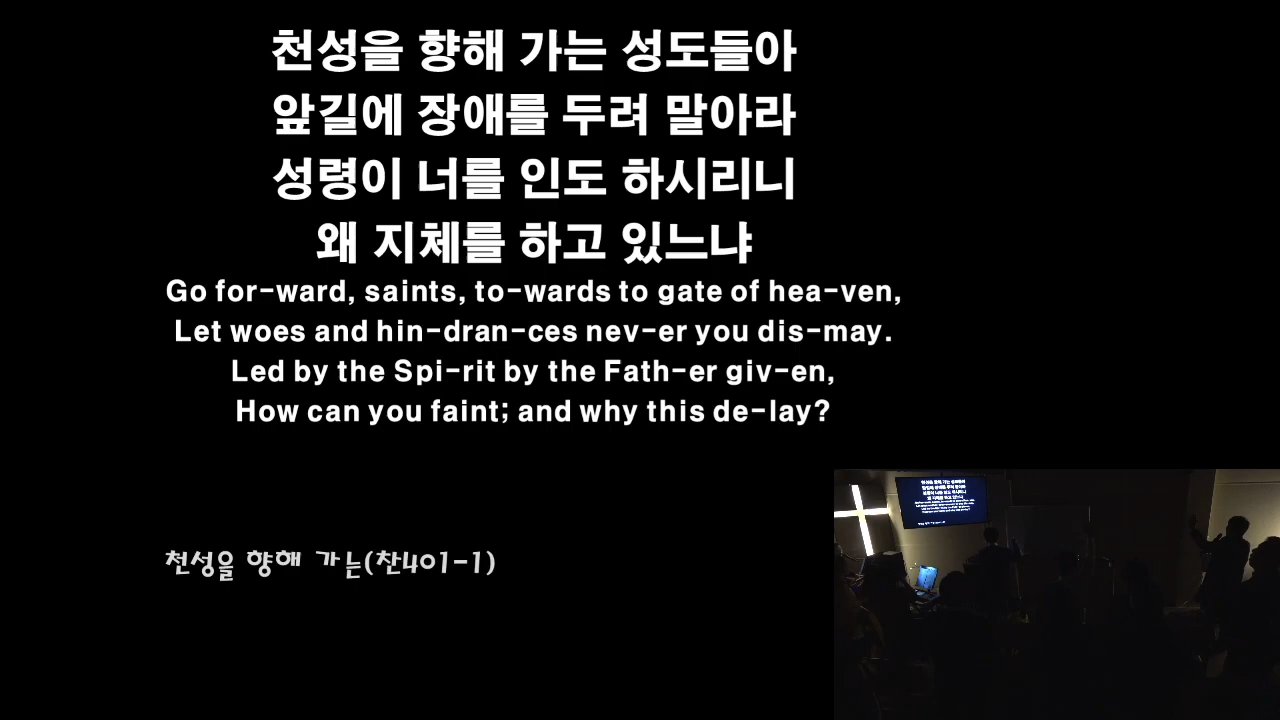 천성을 향해 가는 성도들아
앞길에 장애를 두려 말아라
성령이 너를 인도 하시리니
왜 지체를 하고 있느냐
Go for-ward, saints, to-wards to gate of hea-ven,
Let woes and hin-dran-ces nev-er you dis-may.
Led by the Spi-rit by the Fath-er giv-en,
How can you faint; and why this de-lay?
천성을 향해 가는(찬401-1)